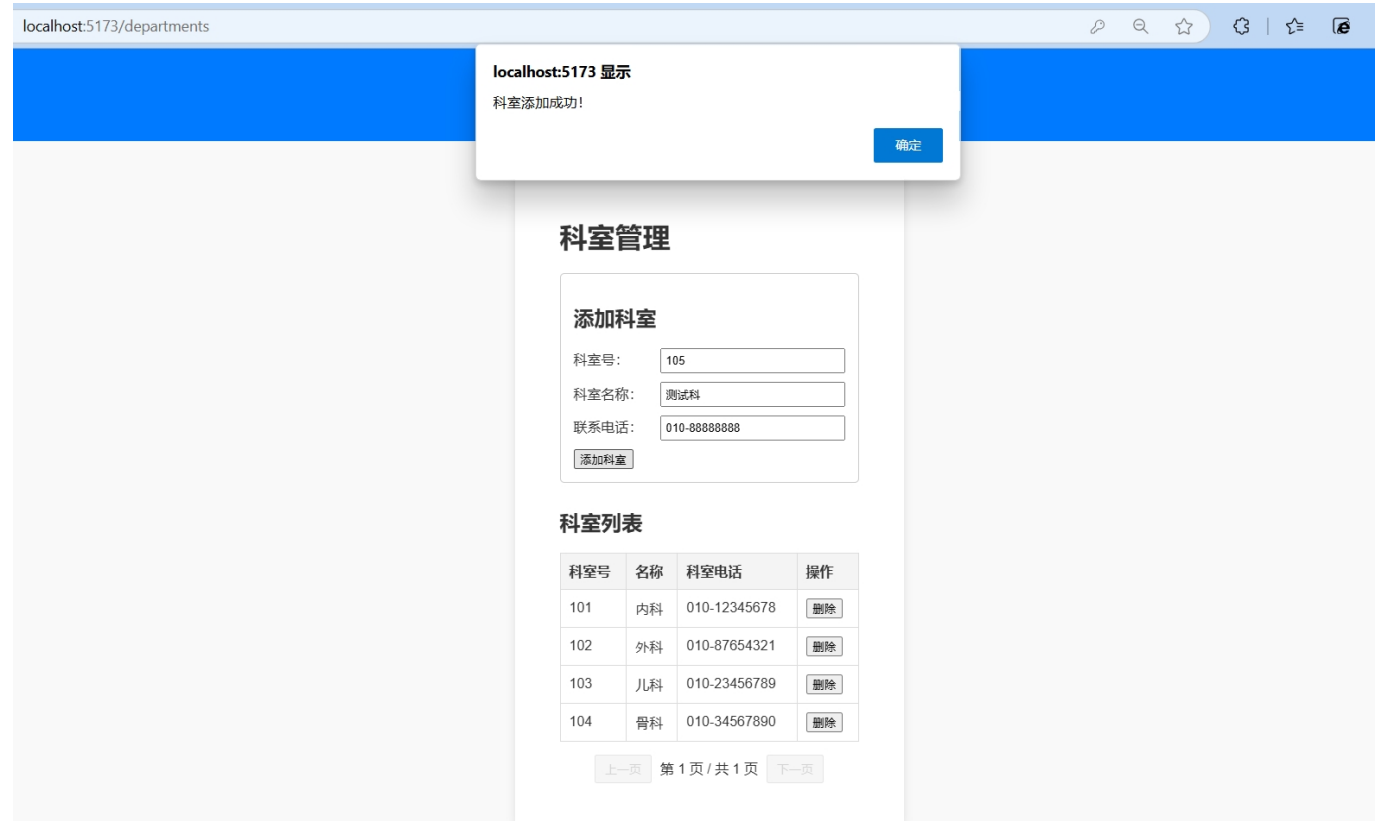 localhost:5173/departments
localhost:5173 显示
科室添加成功！
确定
科室管理
添加科室
科室号： 105
科室名称： 测试科
联系电话： 010-88888888
添加科室
科室列表
科室号 名称 科室电话 操作
101 内科 010-12345678 删除
102 外科 010-87654321 删除
103 儿科 010-23456789 删除
104 骨科 010-34567890 删除
上一页 第 1 页 / 共 1 页 下一页